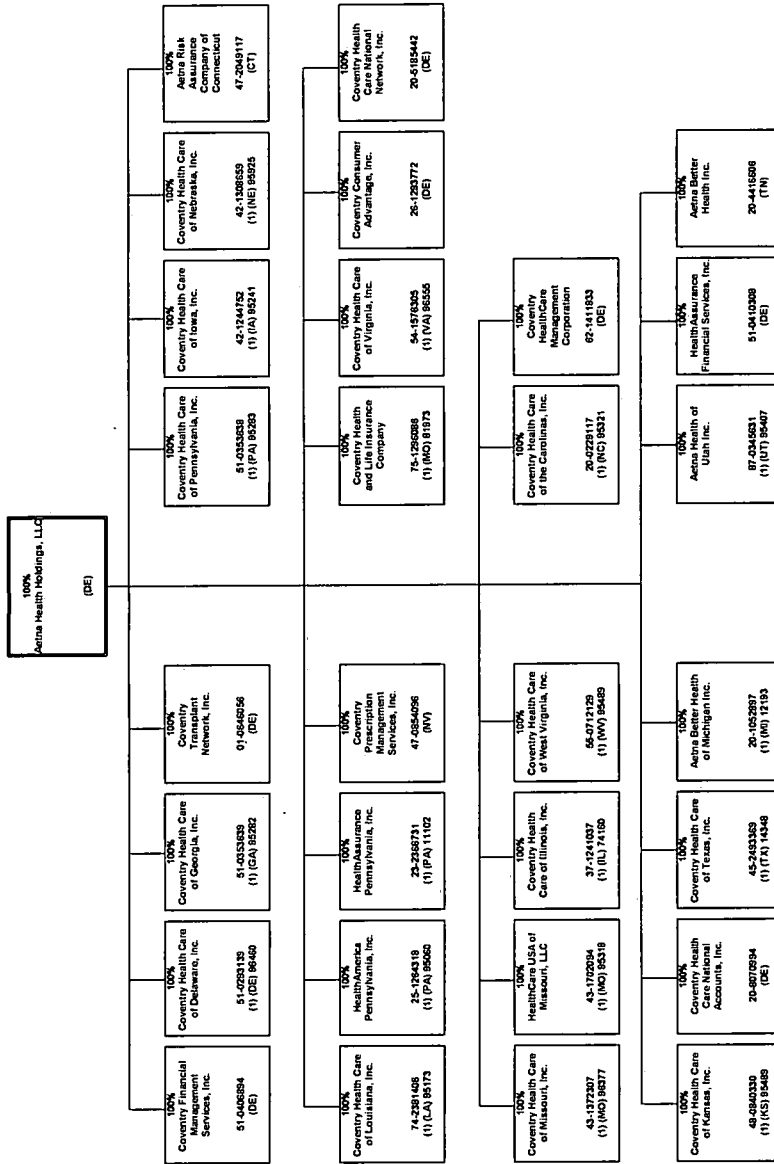 100%
Aetna Health Holdings, LLC
(DE)
100%
Coventry Financial
Management
Services, Inc.
51-0406894
(DE)
100%
Coventry Health Care
of Delaware, Inc.
51-0293139
(1) (DE) 96460
100%
Coventry Health Care
of Georgia, Inc.
51-0353639
(1) (GA) 95282
100%
Coventry
Transplant
Network, Inc.
01-0646056
(DE)
100%
Coventry Health Care
of Pennsylvania, Inc.
51-0353638
(1) (PA) 95283
100%
Coventry Health Care
of Iowa, Inc.
42-1244752
(1) (IA) 95241
100%
Coventry Health Care
of Nebraska, Inc.
42-1308659
(1) (NE) 95925
100%
Aetna Risk
Assurance
Company of
Connecticut
47-2049117
(CT)
100%
Coventry Health Care
of Louisiana, Inc.
74-2381406
(1) (LA) 95173
100%
HealthAmerica
Pennsylvania, Inc.
25-1264318
(1) (PA) 95060
100%
HealthAssurance
Pennsylvania, Inc.
23-2366731
(1) (PA) 11102
100%
Coventry
Prescription
Management
Services, Inc.
47-0854096
(NV)
100%
Coventry Health
and Life Insurance
Company
75-1296086
(1) (MO) 81973
100%
Coventry Health Care
of Virginia, Inc.
54-1576305
(1) (VA) 96555
100%
Coventry Consumer
Advantage, Inc.
26-1293772
(DE)
100%
Coventry Health
Care National
Network, Inc.
20-5185442
(DE)
100%
Coventry Health Care
of Missouri, Inc.
43-1372307
(1) (MO) 96377
100%
HealthCare USA of
Missouri, LLC
43-1702094
(1) (MO) 95318
100%
Coventry Health
Care of Illinois, Inc.
37-1241037
(1) (IL) 74160
100%
Coventry Health Care
of West Virginia, Inc.
55-0712129
(1) (WV) 95489
100%
Coventry Health Care
of the Carolinas, Inc.
20-0229117
(1) (NC) 95321
100%
Coventry
HealthCare
Management
Corporation
62-1411933
(DE)
100%
Coventry Health Care
of Kansas, Inc.
48-0840330
(1) (KS) 95489
100%
Coventry Health
Care National
Accounts, Inc.
20-8070994
(DE)
100%
Coventry Health Care
of Texas, Inc.
45-2493369
(1) (TX) 14348
100%
Aetna Better Health
of Michigan Inc.
20-1052897
(1) (MI) 12193
100%
Aetna Health of
Utah Inc.
87-0345631
(1) (UT) 95407
100%
HealthAssurance
Financial Services, Inc.
51-0410308
(DE)
100%
Aetna Better
Health Inc.
20-4416606
(TN)